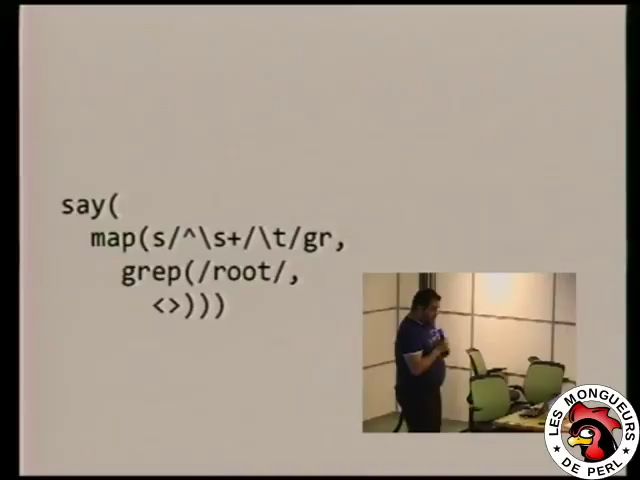 say(
map(s/^\s+/\t/gr,
grep(/root/,
<>)))
LES MONGUEURS
DE PERL